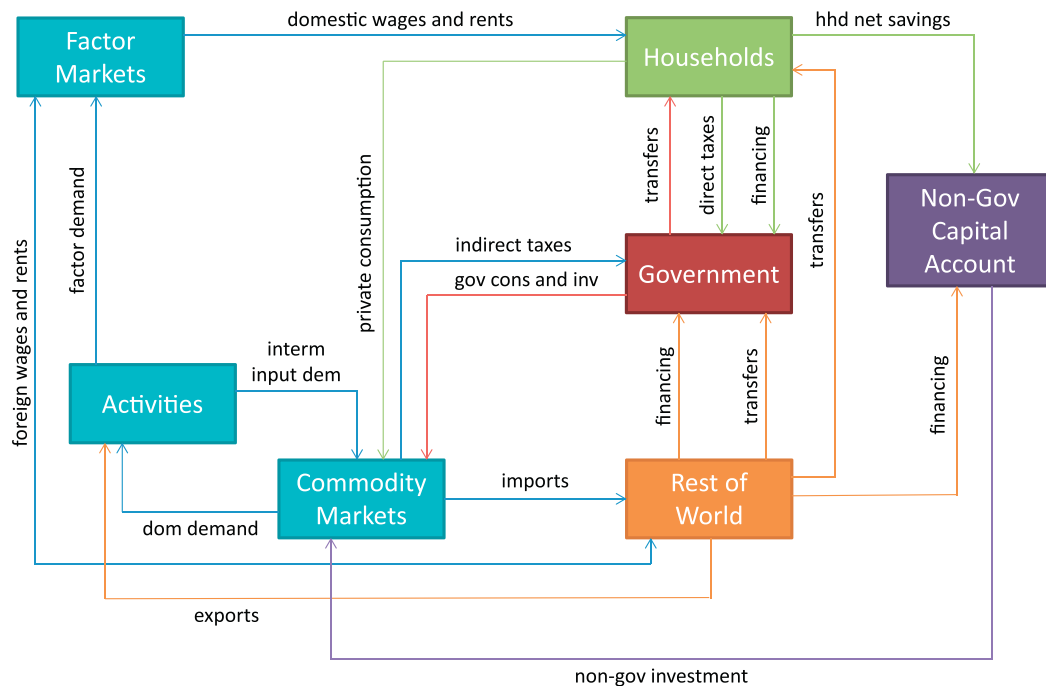 domestic wages and rents
hhd net savings
Factor
Markets
Households
factor demand
private consumption
transfers
direct taxes
financing
transfers
Non-Gov
Capital
Account
foreign wages and rents
indirect taxes
gov cons and inv
Government
interm
input dem
Activities
financing
transfers
financing
Commodity
Markets
imports
Rest of
World
dom demand
exports
non-gov investment